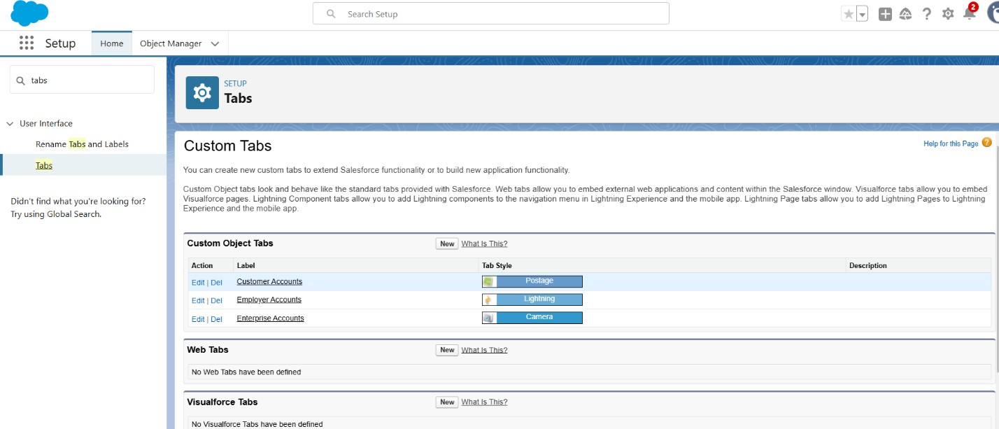 Search Setup
2
Setup
Home
Object Manager
tabs
User Interface
Rename Tabs and Labels
Tabs
Didn't find what you're looking for?
Try using Global Search.
SETUP
Tabs
Custom Tabs
Help for this Page ?
You can create new custom tabs to extend Salesforce functionality or to build new application functionality.
Custom Object tabs look and behave like the standard tabs provided with Salesforce. Web tabs allow you to embed external web applications and content within the Salesforce window. Visualforce tabs allow you to embed
Visualforce pages. Lightning Component tabs allow you to add Lightning components to the navigation menu in Lightning Experience and the mobile app. Lightning Page tabs allow you to add Lightning Pages to Lightning
Experience and the mobile app.
Custom Object Tabs New What Is This?
Action Label Tab Style Description
Edit | Del Customer Accounts Postage
Edit | Del Employer Accounts Lightning
Edit | Del Enterprise Accounts Camera
Web Tabs New What Is This?
No Web Tabs have been defined
Visualforce Tabs New What Is This?
No Visualforce Tabs have been defined